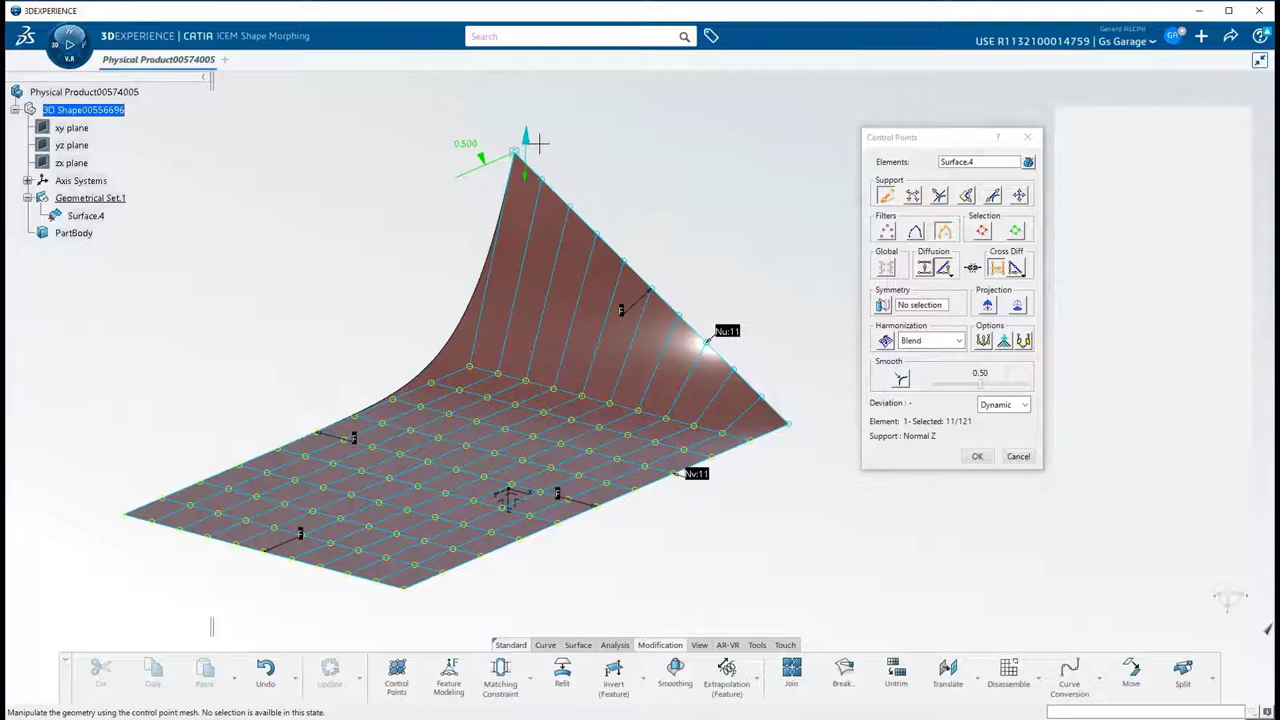 3DEXPERIENCE
3DEXPERIENCE | CATIA ICEM Shape Morphing
Search
Gerard RECINI
USE R1132100014759 | Gs Garage
3D
V.R
Physical Product00574005
Physical Product00574005
3D Shape00556696
xy plane
yz plane
zx plane
Axis Systems
Geometrical Set.1
Surface.4
PartBody
0.500
F
Nu:11
F
Nv:11
F
F
Control Points
Elements: Surface.4
Support
Filters Selection
Global Diffusion Cross Diff
Symmetry Projection
No selection
Harmonization Options
Blend
Smooth
0.50
Deviation : - Dynamic
Element: 1- Selected: 11/121
Support : Normal Z
OK Cancel
Standard Curve Surface Analysis Modification View AR-VR Tools Touch
Cut Copy Paste Undo Update Control Points Feature Modeling Matching Constraint Refit Invert (Feature) Smoothing Extrapolation (Feature) Join Break... Untrim Translate Disassemble Curve Conversion Move Split
Manipulate the geometry using the control point mesh. No selection is availble in this state.